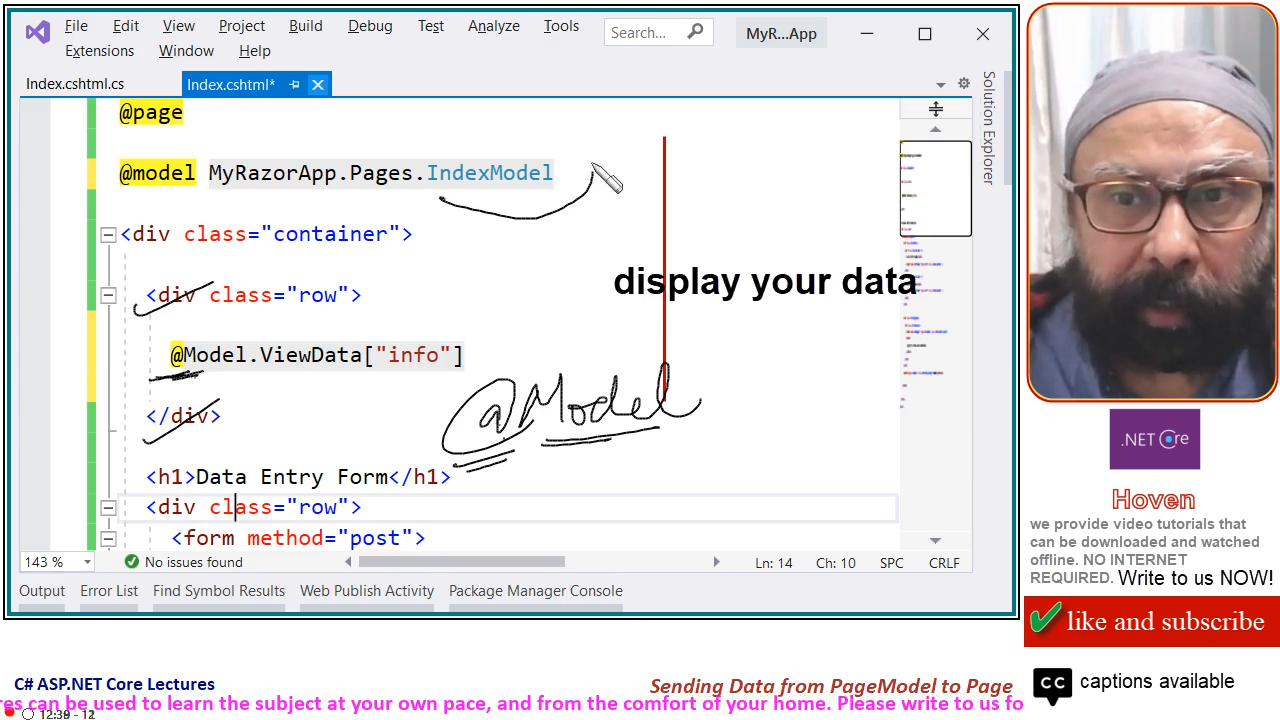 File Edit View Project Build Debug Test Analyze Tools Search... MyR...App
Extensions Window Help
Index.cshtml.cs Index.cshtml*
Solution Explorer
@page
@model MyRazorApp.Pages.IndexModel
<div class="container">
<div class="row">
display your data
@Model.ViewData["info"]
@Model
</div>
<h1>Data Entry Form</h1>
<div class="row">
<form method="post">
143 % No issues found Ln: 14 Ch: 10 SPC CRLF
Output Error List Find Symbol Results Web Publish Activity Package Manager Console
.NET Core
Hoven
we provide video tutorials that
can be downloaded and watched
offline. NO INTERNET
REQUIRED. Write to us NOW!
like and subscribe
C# ASP.NET Core Lectures
Sending Data from PageModel to Page
CC captions available
res can be used to learn the subject at your own pace, and from the comfort of your home. Please write to us fo